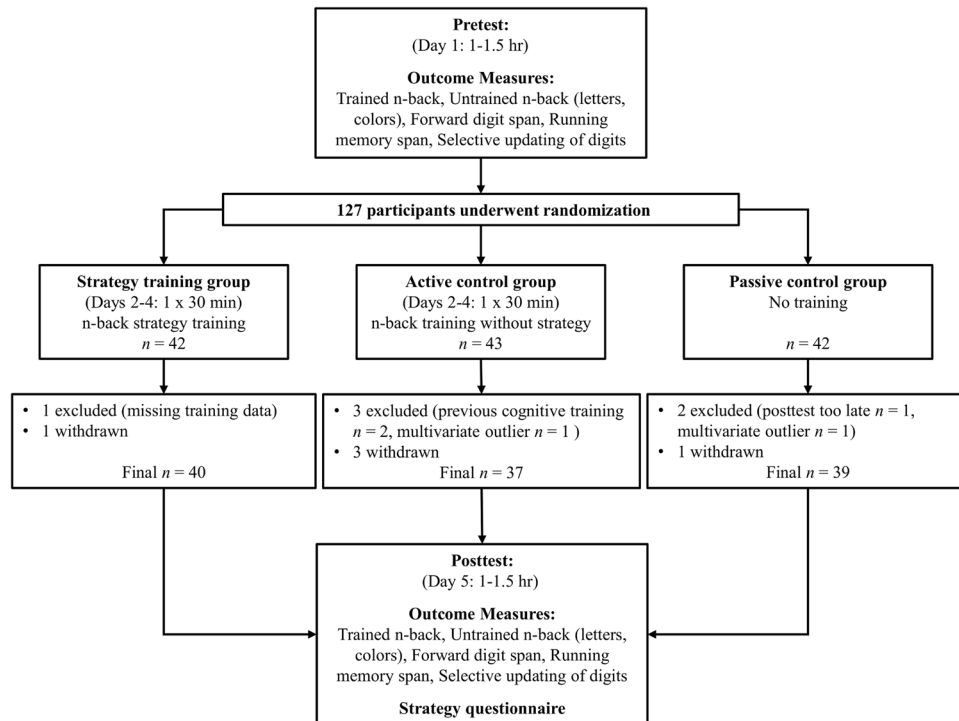 Pretest:
(Day 1: 1-1.5 hr)
Outcome Measures:
Trained n-back, Untrained n-back (letters,
colors), Forward digit span, Running
memory span, Selective updating of digits
127 participants underwent randomization
Strategy training group
(Days 2-4: 1 x 30 min)
n-back strategy training
n = 42
Active control group
(Days 2-4: 1 x 30 min)
n-back training without strategy
n = 43
Passive control group
No training
n = 42
• 1 excluded (missing training data)
• 1 withdrawn
Final n = 40
• 3 excluded (previous cognitive training
n = 2, multivariate outlier n = 1 )
• 3 withdrawn
Final n = 37
• 2 excluded (posttest too late n = 1,
multivariate outlier n = 1)
• 1 withdrawn
Final n = 39
Posttest:
(Day 5: 1-1.5 hr)
Outcome Measures:
Trained n-back, Untrained n-back (letters,
colors), Forward digit span, Running
memory span, Selective updating of digits
Strategy questionnaire